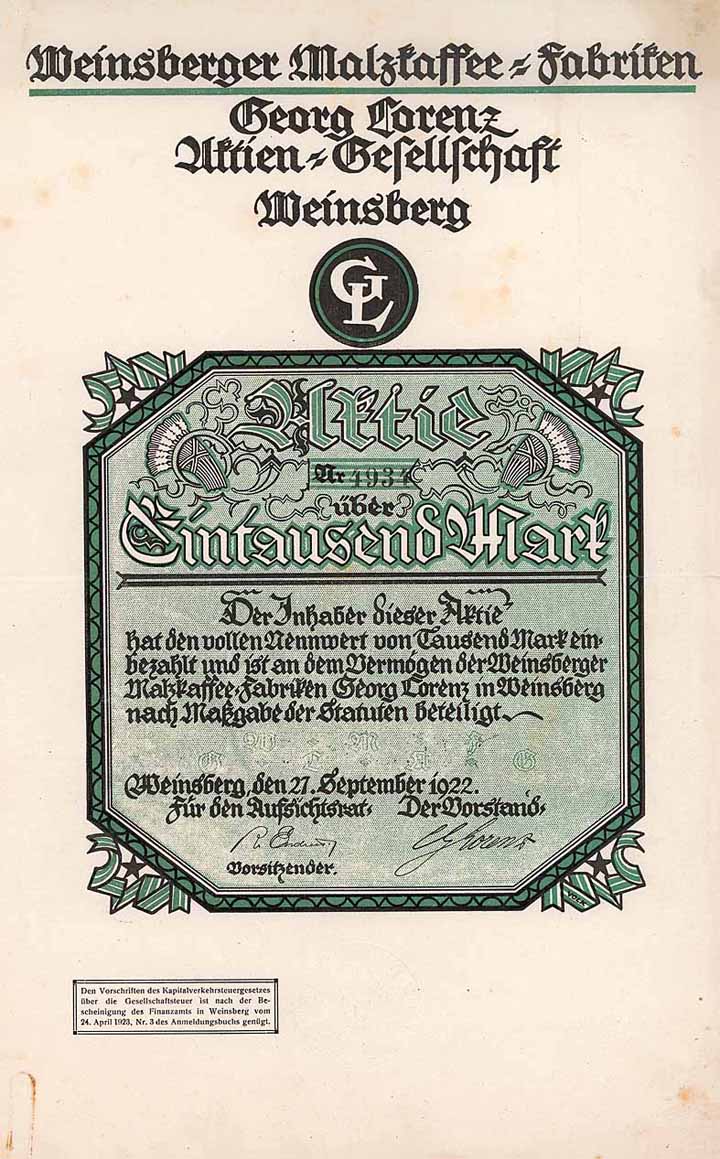 Weinsberger Malzkaffee-Fabriken
Georg Lorenz
Aktien-Gesellschaft
Weinsberg
GL
Aktie
Nr 4934
über
Eintausend Mark
Der Inhaber dieser Aktie
hat den vollen Nennwert von Tausend Mark ein-
bezahlt und ist an dem Vermögen der Weinsberger
Malzkaffee-Fabriken Georg Lorenz in Weinsberg
nach Maßgabe der Statuten beteiligt.
W M F
G L A G
Weinsberg, den 27. September 1922.
Für den Aufsichtsrat: Der Vorstand:
G Lorenz
Vorsitzender.
VOLK
Den Vorschriften des Kapitalverkehrsteuergesetzes
über die Gesellschaftsteuer ist nach der Be-
scheinigung des Finanzamts in Weinsberg vom
24. April 1923, Nr. 3 des Anmeldungsbuchs genügt.